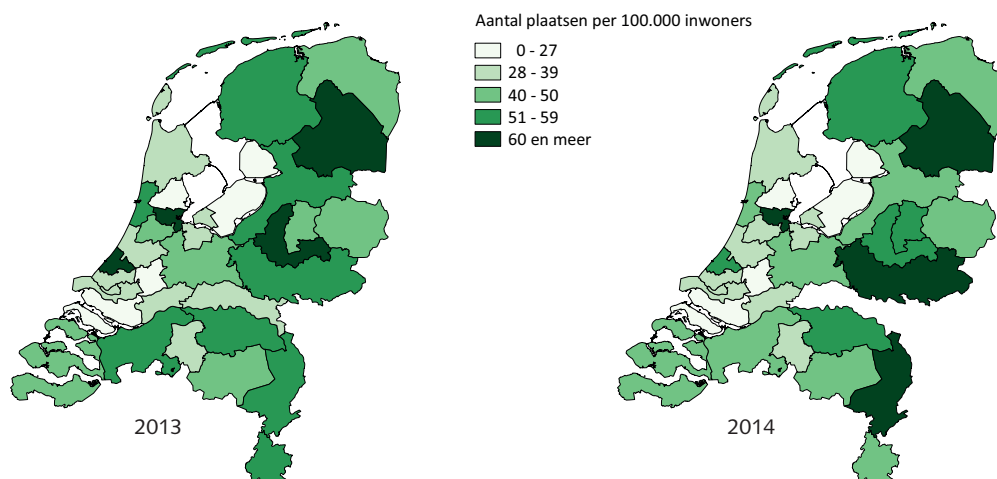 Aantal plaatsen per 100.000 inwoners
0 - 27
28 - 39
40 - 50
51 - 59
60 en meer
2013
2014